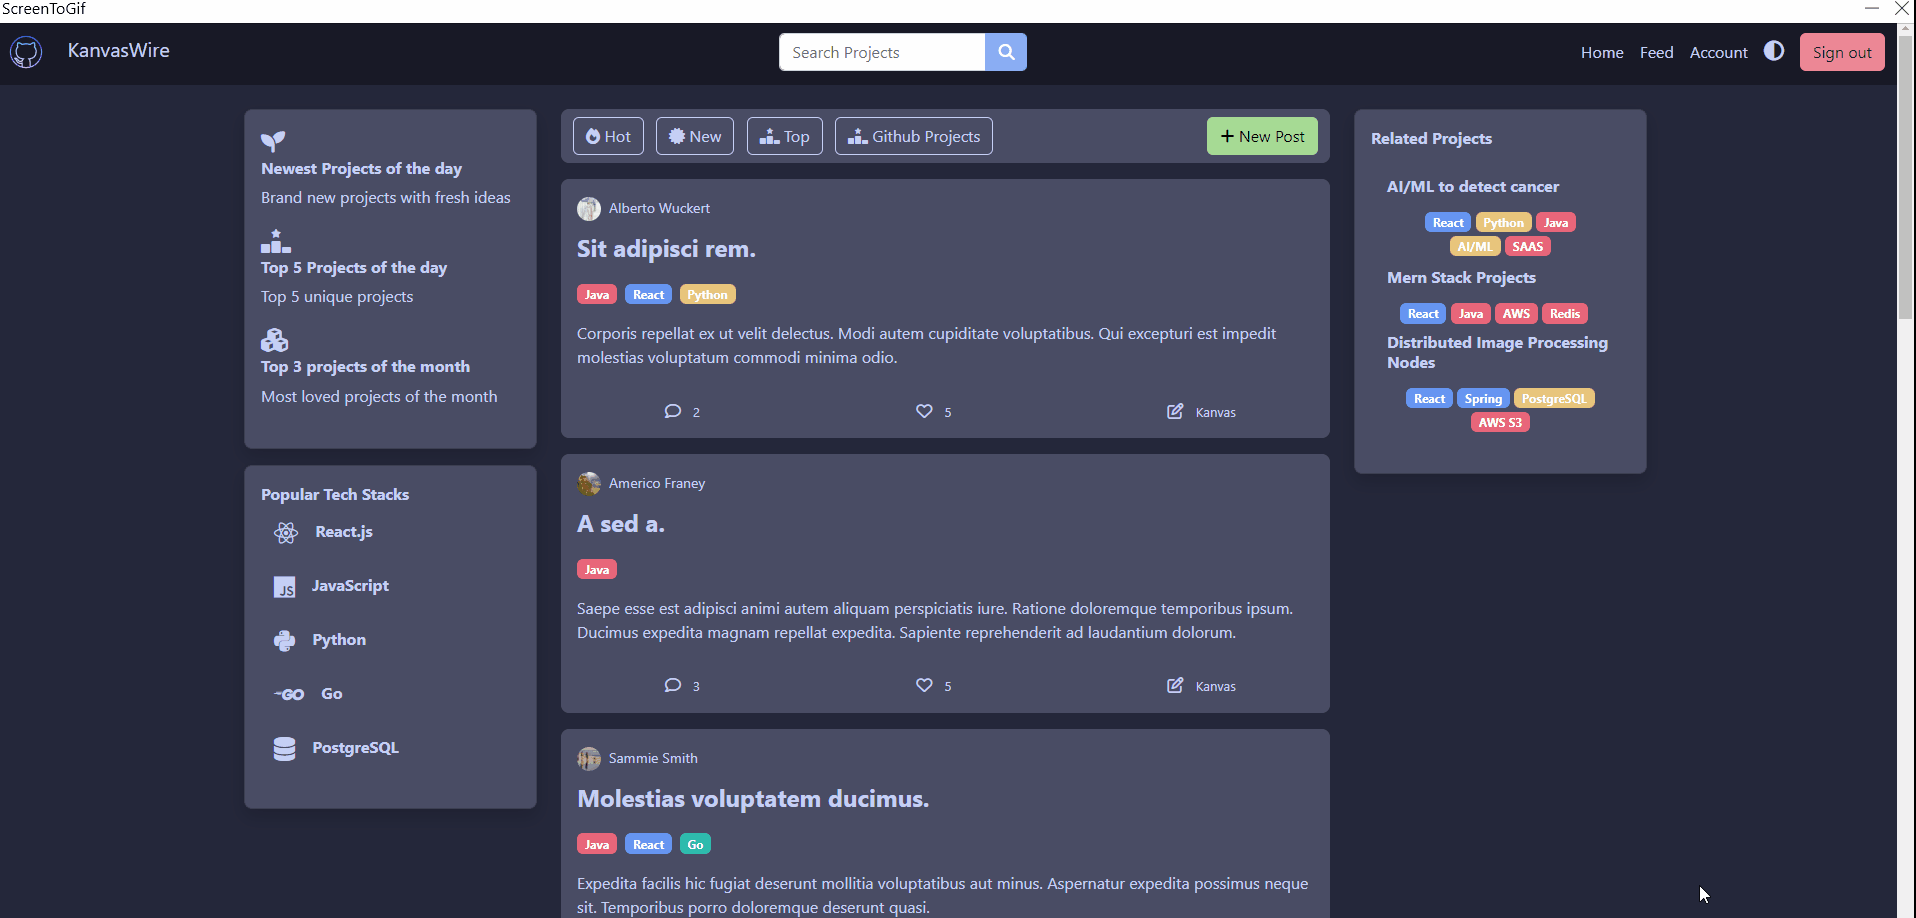 ScreenToGif
KanvasWire
Search Projects
Home Feed Account Sign out
Newest Projects of the day
Brand new projects with fresh ideas
Top 5 Projects of the day
Top 5 unique projects
Top 3 projects of the month
Most loved projects of the month
Popular Tech Stacks
React.js
JS JavaScript
Python
GO Go
PostgreSQL
Hot New Top Github Projects + New Post
Alberto Wuckert
Sit adipisci rem.
Java React Python
Corporis repellat ex ut velit delectus. Modi autem cupiditate voluptatibus. Qui excepturi est impedit
molestias voluptatum commodi minima odio.
2 5 Kanvas
Americo Franey
A sed a.
Java
Saepe esse est adipisci animi autem aliquam perspiciatis iure. Ratione doloremque temporibus ipsum.
Ducimus expedita magnam repellat expedita. Sapiente reprehenderit ad laudantium dolorum.
3 5 Kanvas
Sammie Smith
Molestias voluptatem ducimus.
Java React Go
Expedita facilis hic fugiat deserunt mollitia voluptatibus aut minus. Aspernatur expedita possimus neque
sit. Temporibus porro doloremque deserunt quasi.
Related Projects
AI/ML to detect cancer
React Python Java
AI/ML SAAS
Mern Stack Projects
React Java AWS Redis
Distributed Image Processing
Nodes
React Spring PostgreSQL
AWS S3